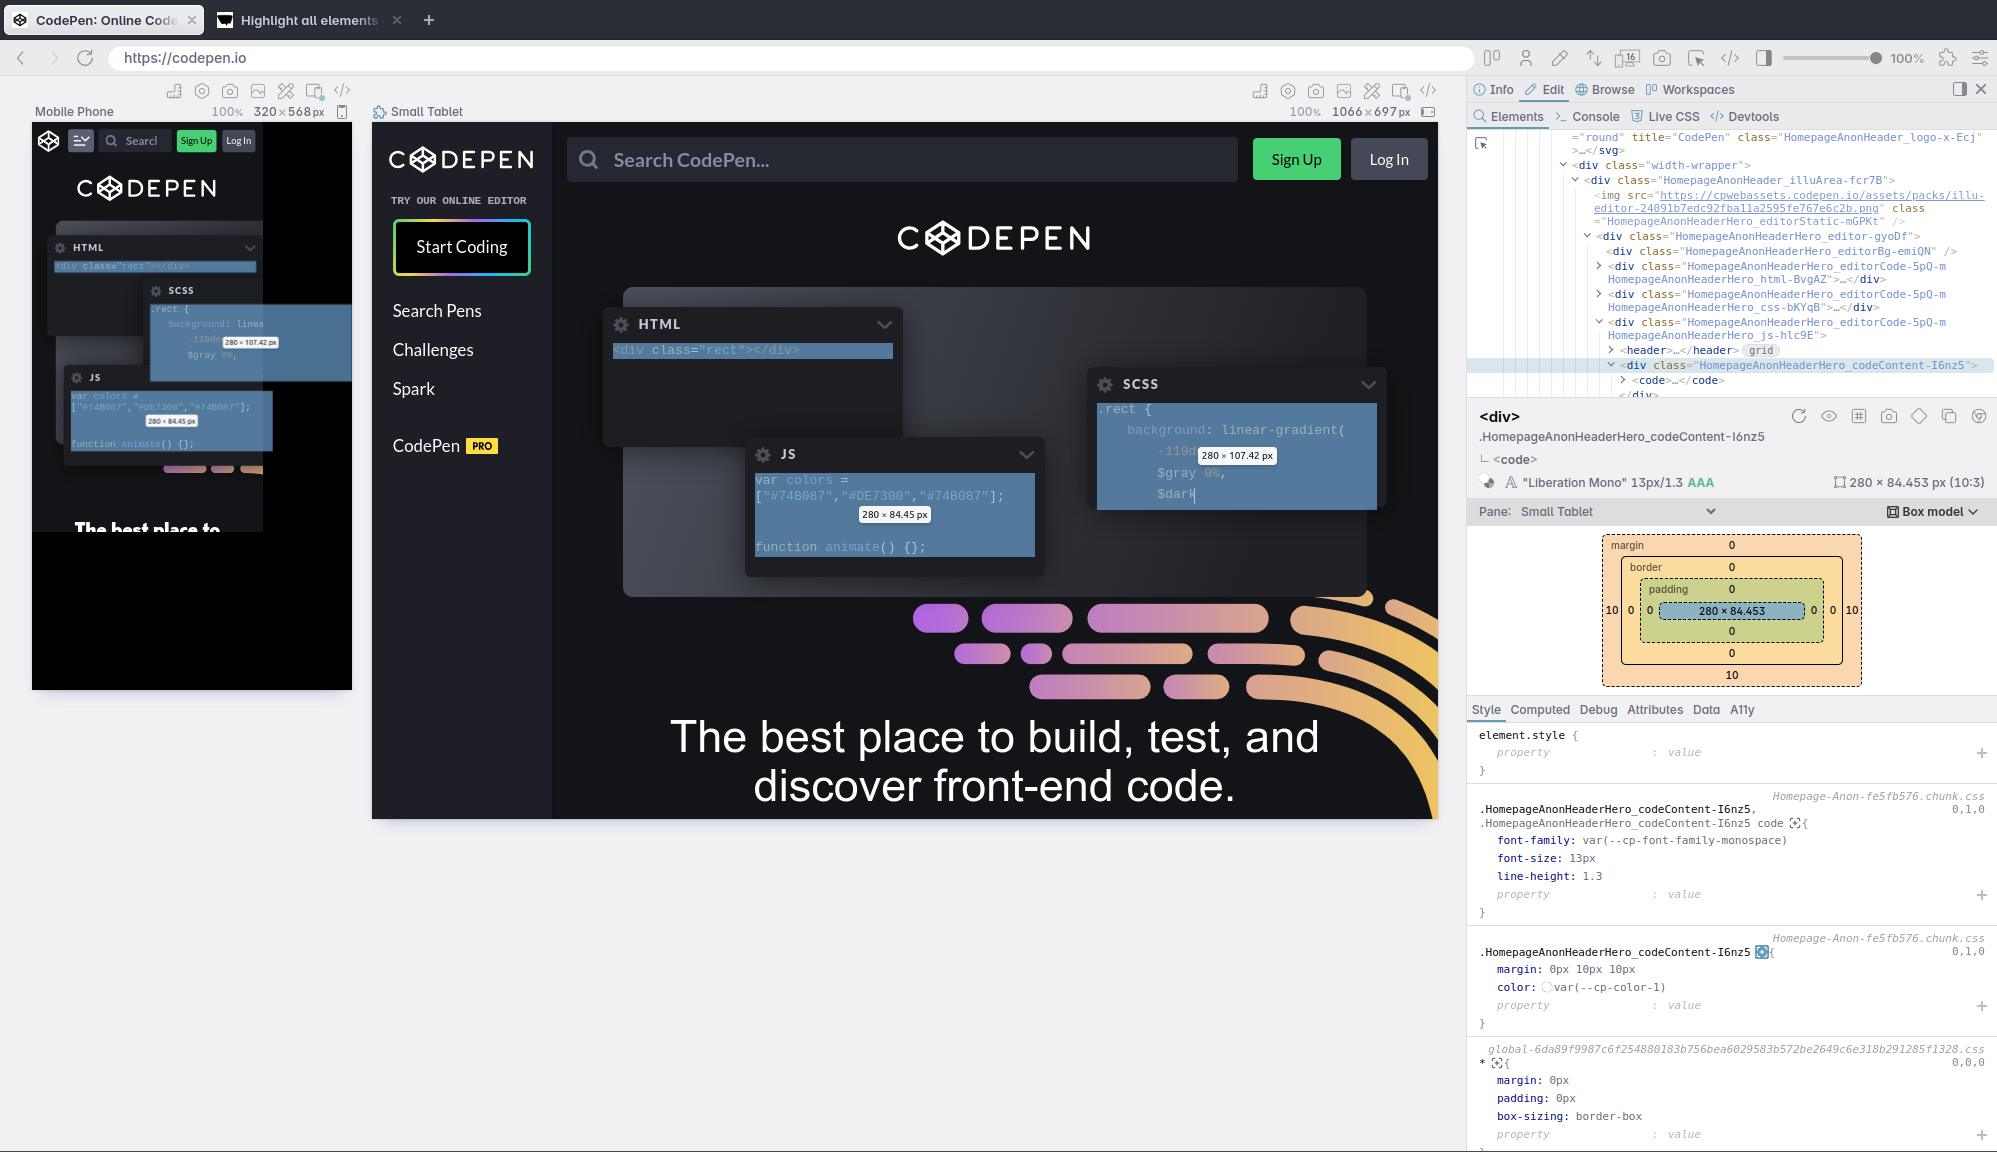 CodePen: Online Code
Highlight all elements
https://codepen.io
16
100%
Mobile Phone
100%
320×568px
Search
Sign Up
Log In
CODEPEN
HTML
<div class="rect"></div>
SCSS
.rect {
background: linea
-119de
280 × 107.42 px
$gray 0%,
JS
var colors =
["#74B087","#DE7300","#74B087"];
280 × 84.45 px
function animate() {};
The best place to
Small Tablet
100%
1066×697px
CODEPEN
TRY OUR ONLINE EDITOR
Start Coding
Search Pens
Challenges
Spark
CodePen PRO
Search CodePen...
Sign Up
Log In
CODEPEN
HTML
<div class="rect"></div>
SCSS
.rect {
background: linear-gradient(
-119d
280 × 107.42 px
$gray 0%,
$dark
JS
var colors =
["#74B087","#DE7300","#74B087"];
280 × 84.45 px
function animate() {};
The best place to build, test, and
discover front-end code.
Info
Edit
Browse
Workspaces
Elements
Console
Live CSS
Devtools
="round" title="CodePen" class="HomepageAnonHeader_logo-x-Ecj"
>…</svg>
<div class="width-wrapper">
<div class="HomepageAnonHeader_illuArea-fcr7B">
<img src="https://cpwebassets.codepen.io/assets/packs/illu-
editor-24091b7edc92fba11a2595fe767e6c2b.png" class
="HomepageAnonHeaderHero_editorStatic-mGPKt" />
<div class="HomepageAnonHeaderHero_editor-gyoDf">
<div class="HomepageAnonHeaderHero_editorBg-emiQN" />
<div class="HomepageAnonHeaderHero_editorCode-5pQ-m
HomepageAnonHeaderHero_html-BvgAZ">…</div>
<div class="HomepageAnonHeaderHero_editorCode-5pQ-m
HomepageAnonHeaderHero_css-bKYqB">…</div>
<div class="HomepageAnonHeaderHero_editorCode-5pQ-m
HomepageAnonHeaderHero_js-hlc9E">
<header>…</header> grid
<div class="HomepageAnonHeaderHero_codeContent-I6nz5">
<code>…</code>
</div>
<div>
.HomepageAnonHeaderHero_codeContent-I6nz5
<code>
"Liberation Mono" 13px/1.3 AAA
280 × 84.453 px (10:3)
Pane: Small Tablet
Box model
margin
0
border
0
padding
0
10 0 0 280 × 84.453 0 0 10
0
0
10
Style Computed Debug Attributes Data A11y
element.style {
property : value +
}
Homepage-Anon-fe5fb576.chunk.css
.HomepageAnonHeaderHero_codeContent-I6nz5, 0,1,0
.HomepageAnonHeaderHero_codeContent-I6nz5 code {
font-family: var(--cp-font-family-monospace)
font-size: 13px
line-height: 1.3
property : value +
}
Homepage-Anon-fe5fb576.chunk.css
.HomepageAnonHeaderHero_codeContent-I6nz5 { 0,1,0
margin: 0px 10px 10px
color: var(--cp-color-1)
property : value +
}
global-6da89f9987c6f254880183b756bea6029583b572be2649c6e318b291285f1328.css
* { 0,0,0
margin: 0px
padding: 0px
box-sizing: border-box
property : value +